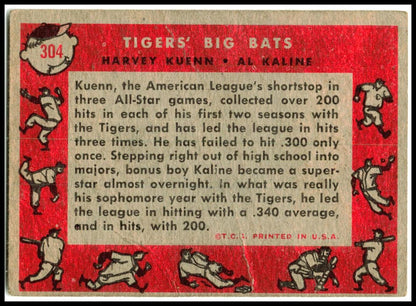 304
TIGERS' BIG BATS
HARVEY KUENN • AL KALINE
Kuenn, the American League's shortstop in
three All-Star games, collected over 200
hits in each of his first two seasons with
the Tigers, and has led the league in hits
three times. He has failed to hit .300 only
once. Stepping right out of high school into
majors, bonus boy Kaline became a super-
star almost overnight. In what was really
his sophomore year with the Tigers, he led
the league in hitting with a .340 average,
and in hits, with 200.
©T.C.G. PRINTED IN U.S.A.